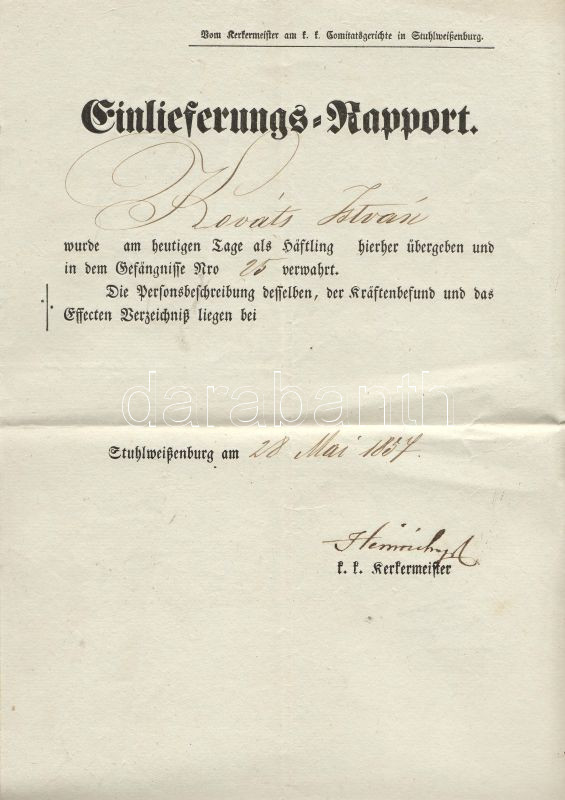 Vom Kerkermeister am k. k. Comitatsgerichte in Stuhlweißenburg.
Einlieferungs-Rapport.
Kováts István
wurde am heutigen Tage als Häftling hierher übergeben und
in dem Gefängnisse Nro 25 verwahrt.
Die Personsbeschreibung desselben, der Kräftenbefund und das
Effecten Verzeichniß liegen bei
darabanth
Stuhlweißenburg am 28 Mai 1857.
k. k. Kerkermeister